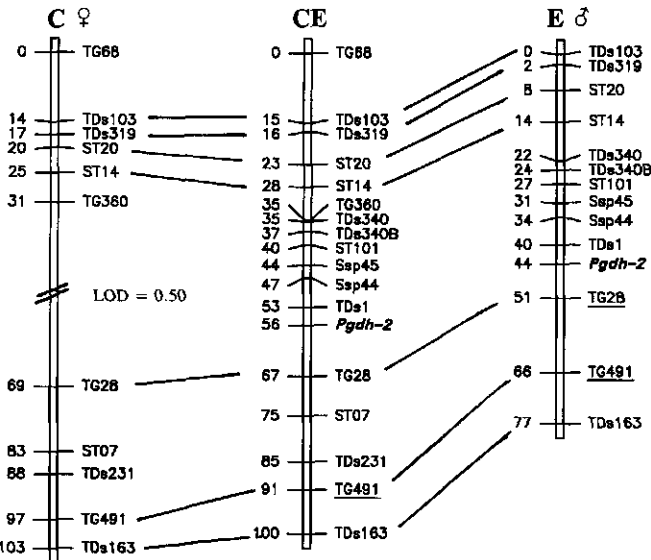 C ♀
0 TG68
14 TDs103
17 TDs319
20 ST20
25 ST14
31 TG360
LOD = 0.50
69 TG28
83 ST07
88 TDs231
97 TG491
103 TDs163
CE
0 TG68
15 TDs103
16 TDs319
23 ST20
28 ST14
35 TG360
35 TDs340
37 TDs340B
40 ST101
44 Ssp45
47 Ssp44
53 TDs1
56 Pgdh-2
67 TG28
75 ST07
85 TDs231
91 TG491
100 TDs163
E ♂
0 TDs103
2 TDs319
8 ST20
14 ST14
22 TDs340
24 TDs340B
27 ST101
31 Ssp45
34 Ssp44
40 TDs1
44 Pgdh-2
51 TG28
66 TG491
77 TDs163